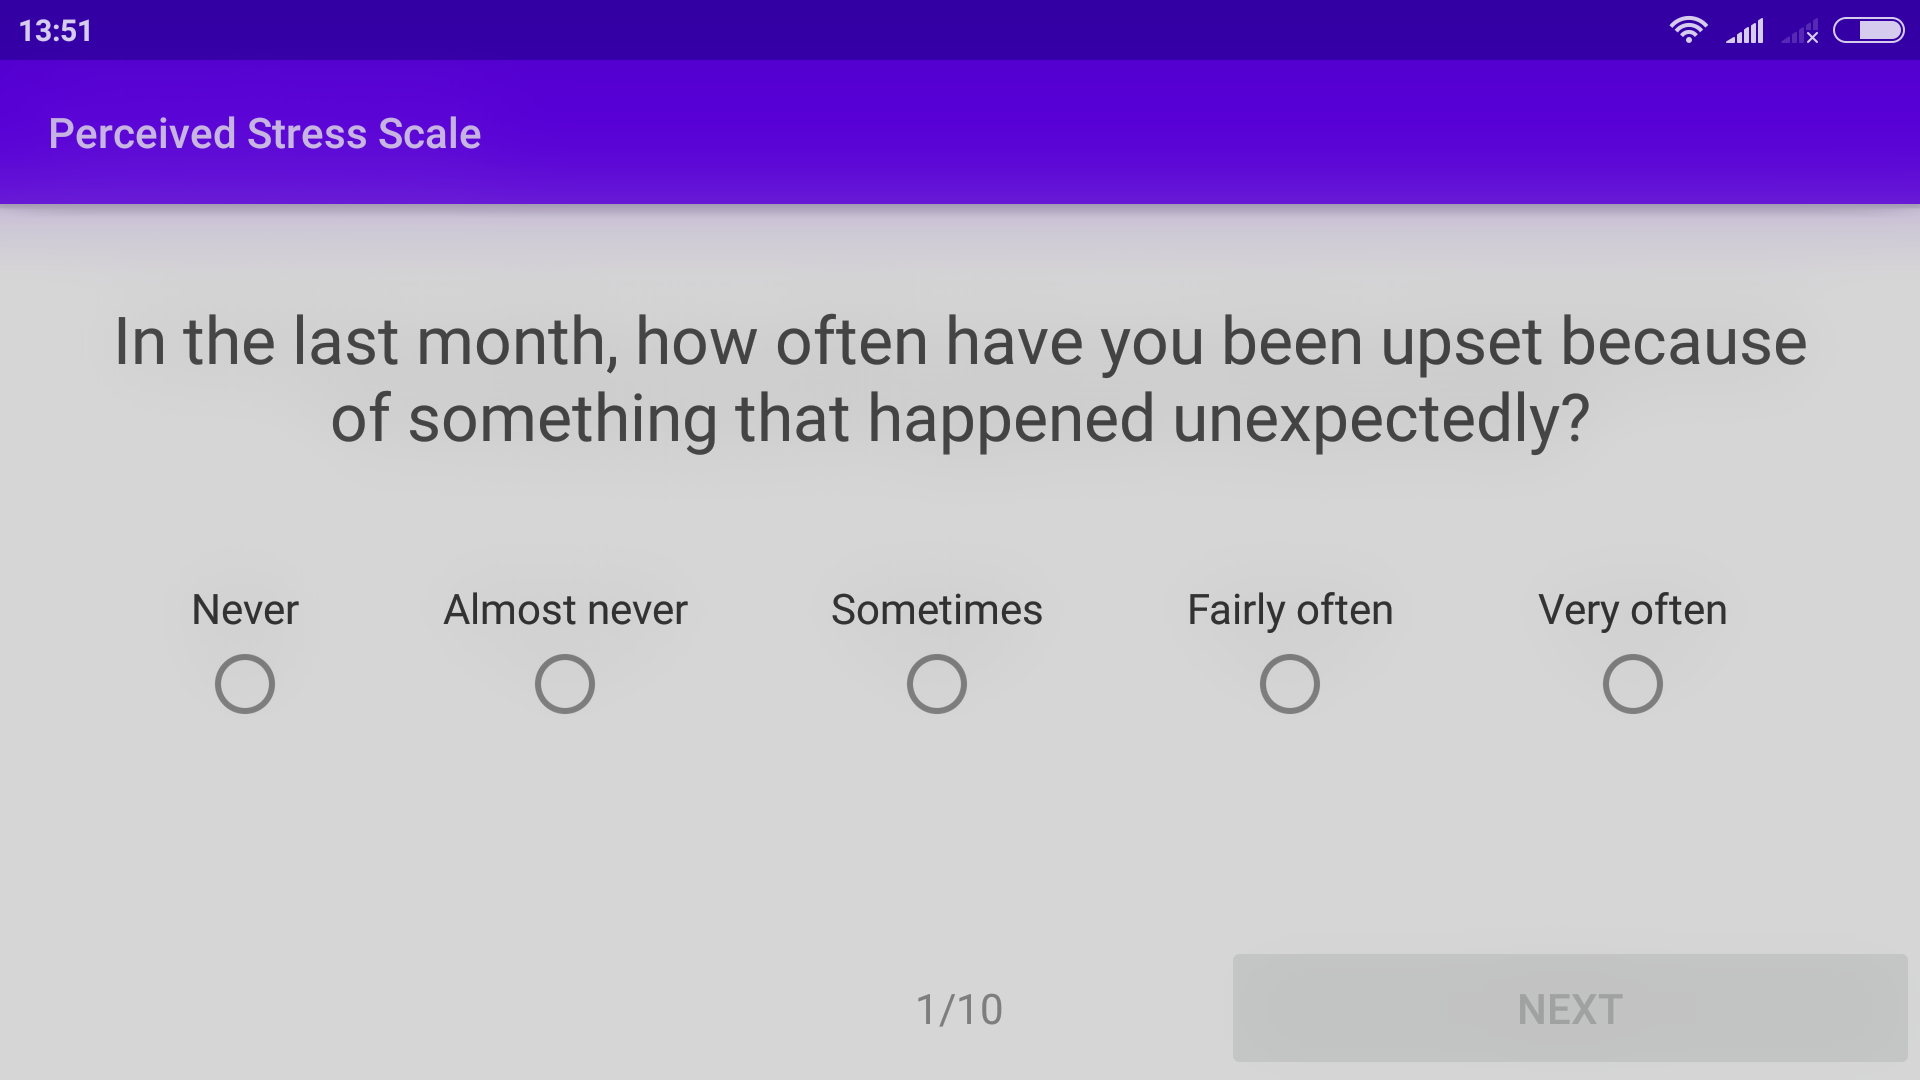 13:51
Perceived Stress Scale
In the last month, how often have you been upset because
of something that happened unexpectedly?
Never Almost never Sometimes Fairly often Very often
1/10 NEXT